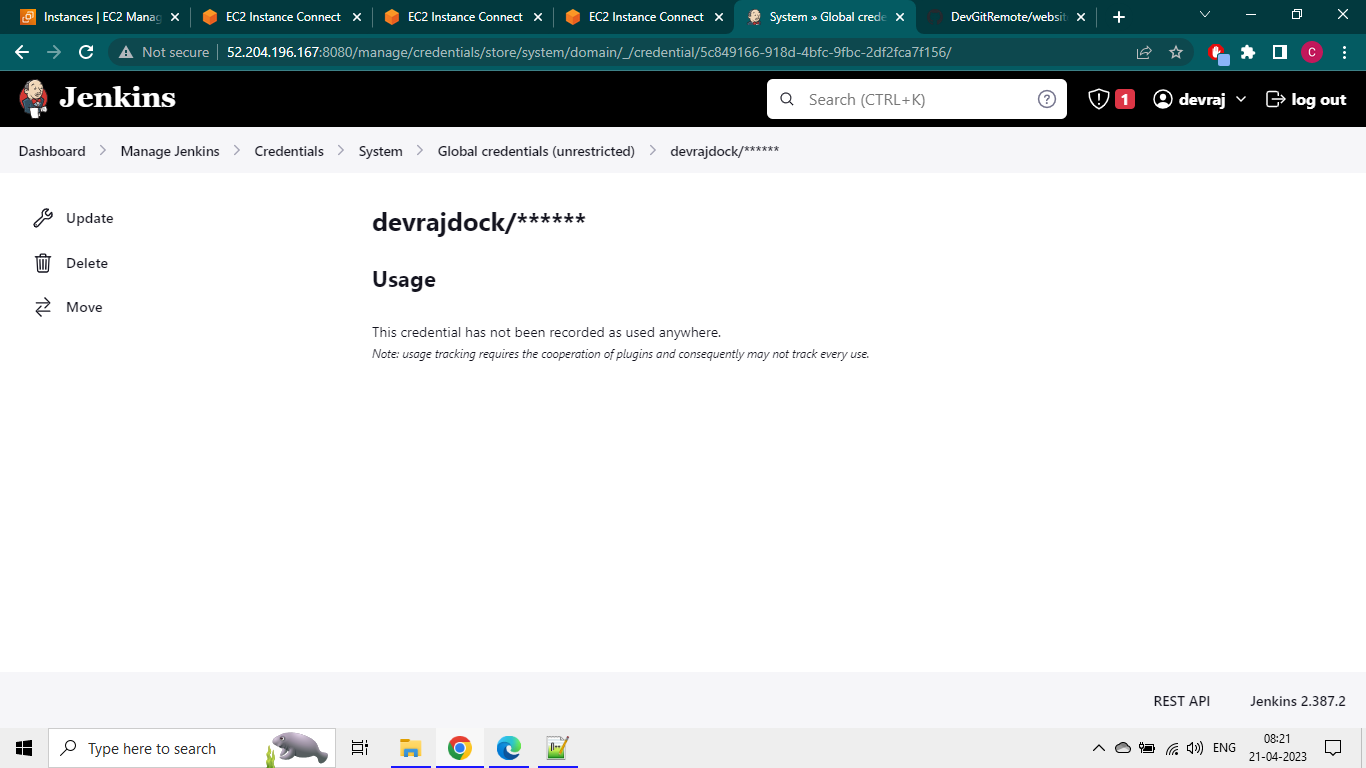 Instances | EC2 Manag
EC2 Instance Connect
EC2 Instance Connect
EC2 Instance Connect
System » Global crede
DevGitRemote/websit
Not secure
52.204.196.167:8080/manage/credentials/store/system/domain/_/credential/5c849166-918d-4bfc-9fbc-2df2fca7f156/
C
Jenkins
Search (CTRL+K)
1
devraj
log out
Dashboard
Manage Jenkins
Credentials
System
Global credentials (unrestricted)
devrajdock/******
Update
Delete
Move
devrajdock/******
Usage
This credential has not been recorded as used anywhere.
Note: usage tracking requires the cooperation of plugins and consequently may not track every use.
REST API
Jenkins 2.387.2
Type here to search
ENG
08:21
21-04-2023